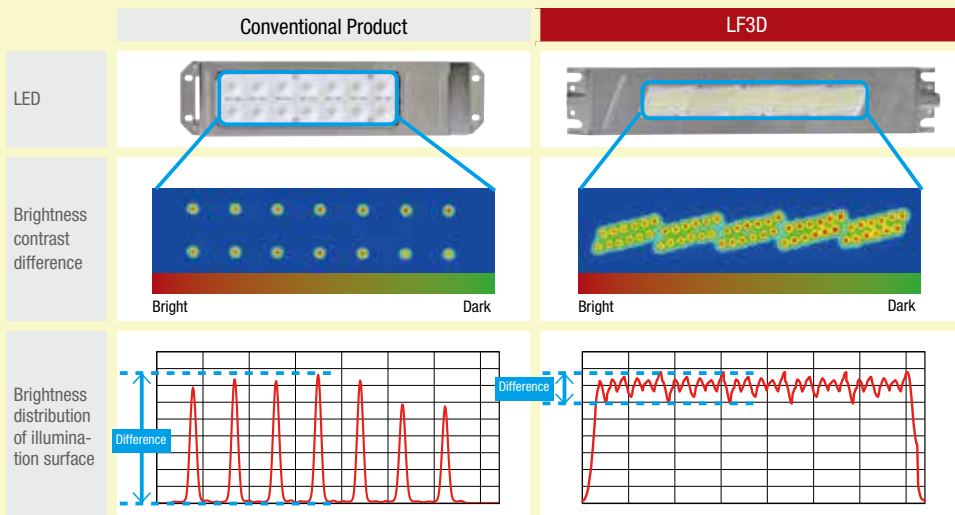 Conventional Product
LF3D
LED
Brightness
contrast
difference
Bright
Dark
Bright
Dark
Brightness
distribution
of illumina-
tion surface
Difference
Difference